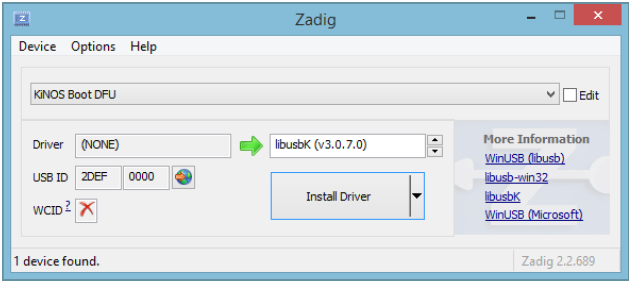 Zadig
Device Options Help
KiNOS Boot DFU
Edit
Driver (NONE) libusbK (v3.0.7.0)
USB ID 2DEF 0000
WCID ?
Install Driver
More Information
WinUSB (libusb)
libusb-win32
libusbK
WinUSB (Microsoft)
1 device found.
Zadig 2.2.689